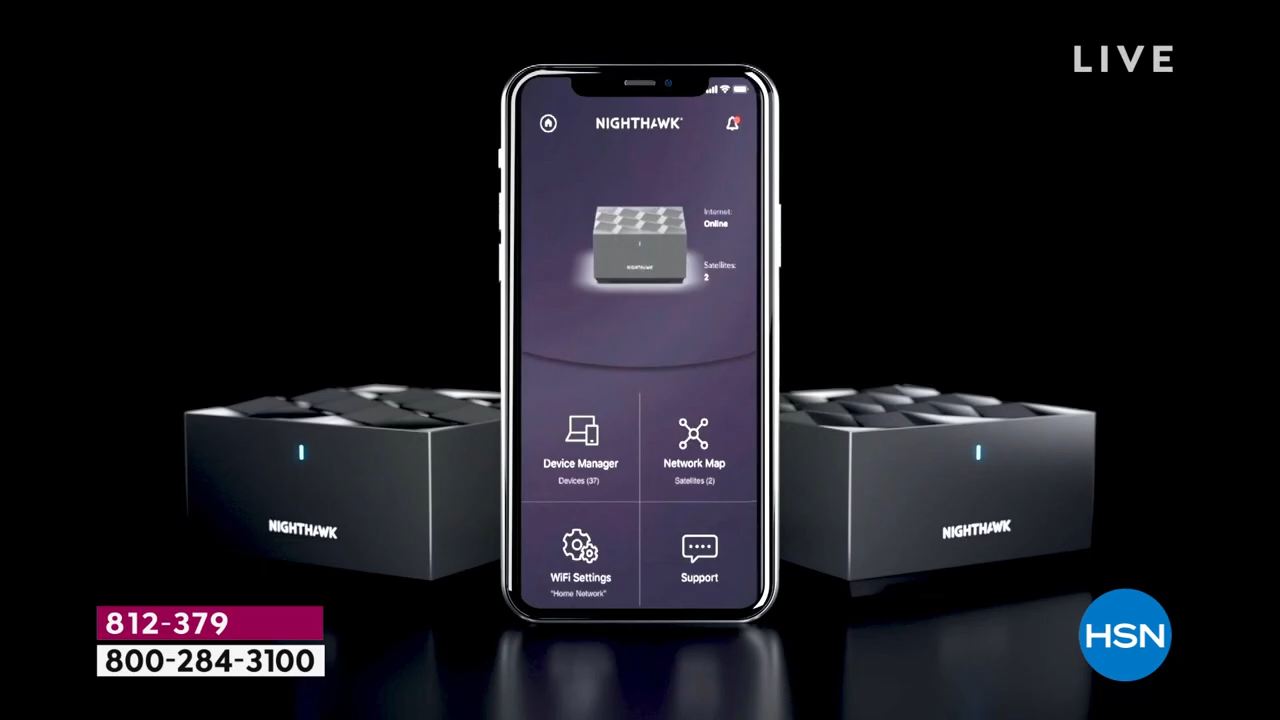 LIVE
NIGHTHAWK
Internet:
Online
NIGHTHAWK
Satellites:
2
Device Manager
Devices (37)
Network Map
Satellites (2)
NIGHTHAWK
NIGHTHAWK
WiFi Settings
"Home Network"
Support
812-379
800-284-3100
HSN